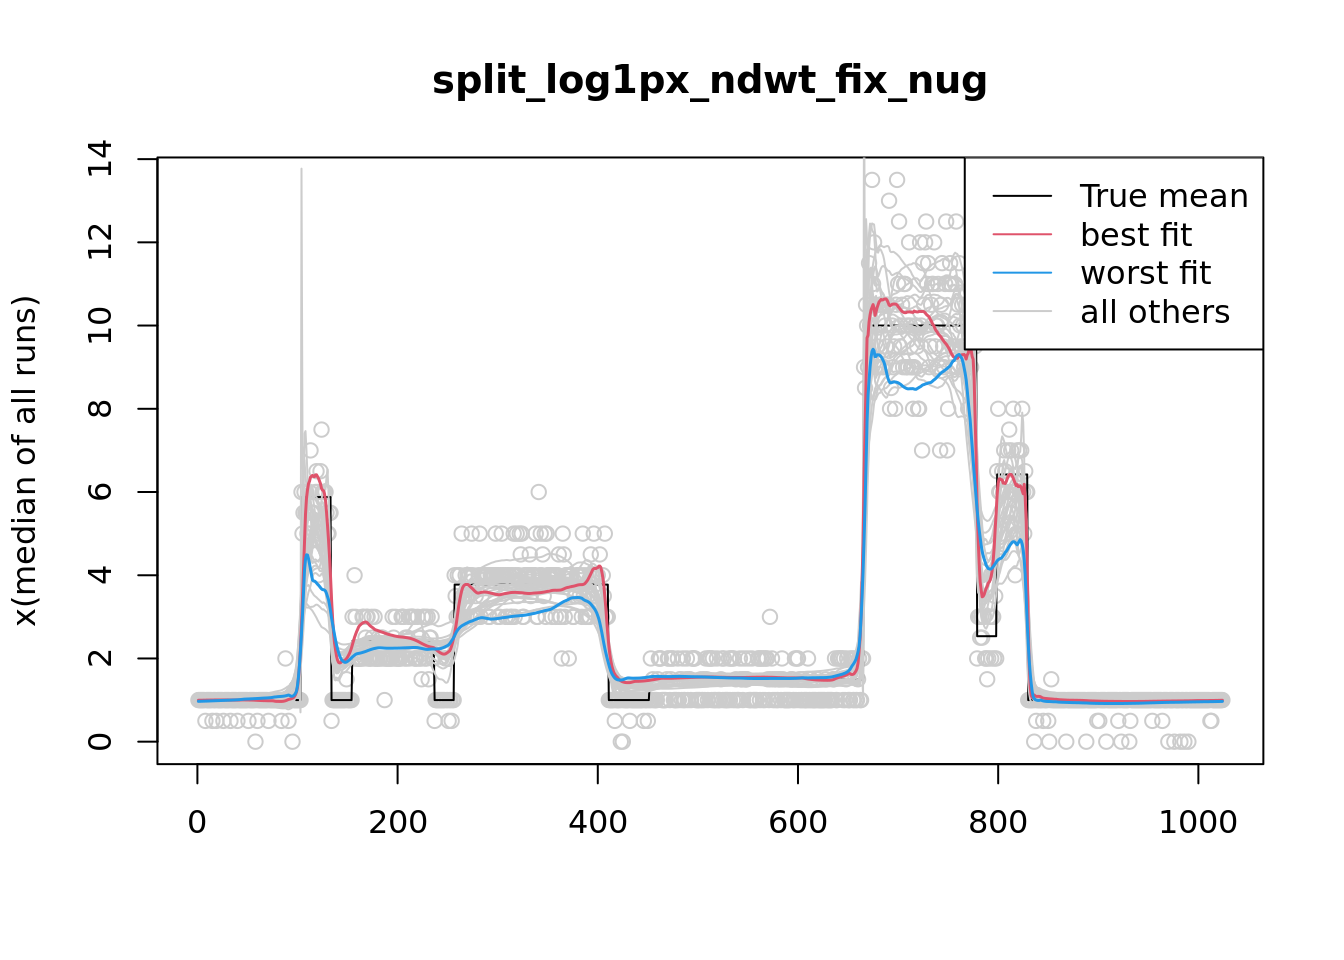 split_log1px_ndwt_fix_nug
x(median of all runs)
14
12
10
8
6
4
2
0
True mean
best fit
worst fit
all others
0 200 400 600 800 1000